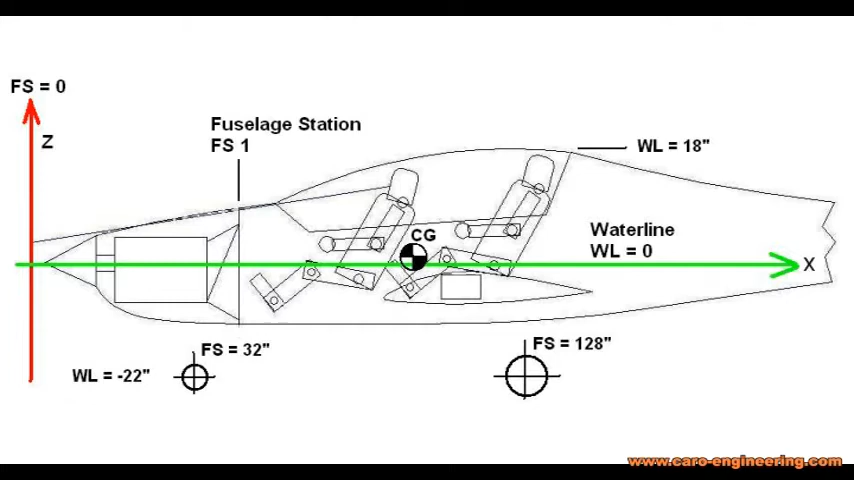 FS = 0
Z
Fuselage Station
FS 1
WL = 18"
Waterline
WL = 0
CG
X
FS = 32"
FS = 128"
WL = -22"
www.caro-engineering.com